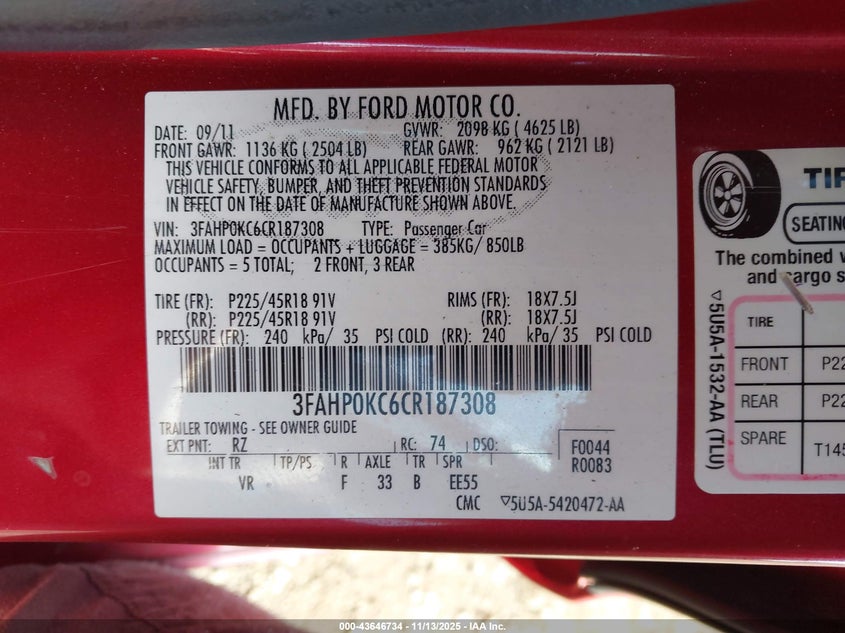 MFD. BY FORD MOTOR CO.
DATE: 09/11 GVWR: 2098 KG ( 4625 LB)
FRONT GAWR: 1136 KG ( 2504 LB) REAR GAWR: 962 KG ( 2121 LB)
THIS VEHICLE CONFORMS TO ALL APPLICABLE FEDERAL MOTOR
VEHICLE SAFETY, BUMPER, AND THEFT PREVENTION STANDARDS
IN EFFECT ON THE DATE OF MANUFACTURE SHOWN ABOVE.
VIN: 3FAHP0KC6CR187308 TYPE: Passenger Car
MAXIMUM LOAD = OCCUPANTS + LUGGAGE = 385KG/ 850LB
OCCUPANTS = 5 TOTAL; 2 FRONT, 3 REAR
TIRE (FR): P225/45R18 91V RIMS (FR): 18X7.5J
(RR): P225/45R18 91V (RR): 18X7.5J
PRESSURE (FR): 240 kPa/ 35 PSI COLD (RR): 240 kPa/ 35 PSI COLD
3FAHP0KC6CR187308
TRAILER TOWING - SEE OWNER GUIDE
EXT PNT: RZ RC: 74 DSO: F0044
R0083
INT TR TP/PS R AXLE TR SPR
VR F 33 B EE55
CMC ▽5U5A-5420472-AA
TIR
SEATING
The combined w
and cargo s
▽5U5A-1532-AA (TLU)
TIRE
FRONT P22
REAR P22
SPARE T145
000-43646734 - 11/13/2025 - IAA, Inc.